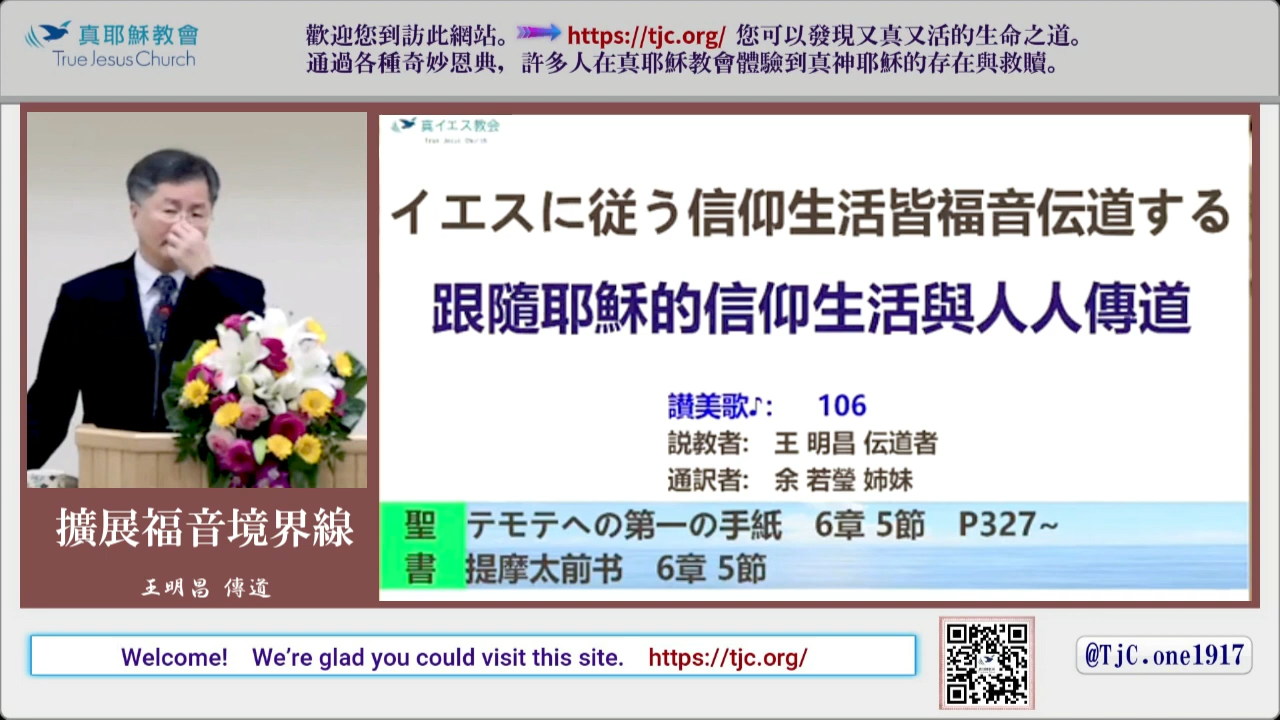 真耶穌教會
True Jesus Church
歡迎您到訪此網站。 https://tjc.org/ 您可以發現又真又活的生命之道。
通過各種奇妙恩典，許多人在真耶穌教會體驗到真神耶穌的存在與救贖。
真イエス教会
True Jesus Church
イエスに従う信仰生活皆福音伝道する
跟隨耶穌的信仰生活與人人傳道
讃美歌♪： 106
説教者: 王 明昌 伝道者
通訳者: 余 若瑩 姉妹
聖 テモテへの第一の手紙 6章 5節 P327~
書 提摩太前书 6章 5節
擴展福音境界線
王明昌 傳道
Welcome! We're glad you could visit this site. https://tjc.org/
@TjC.one1917